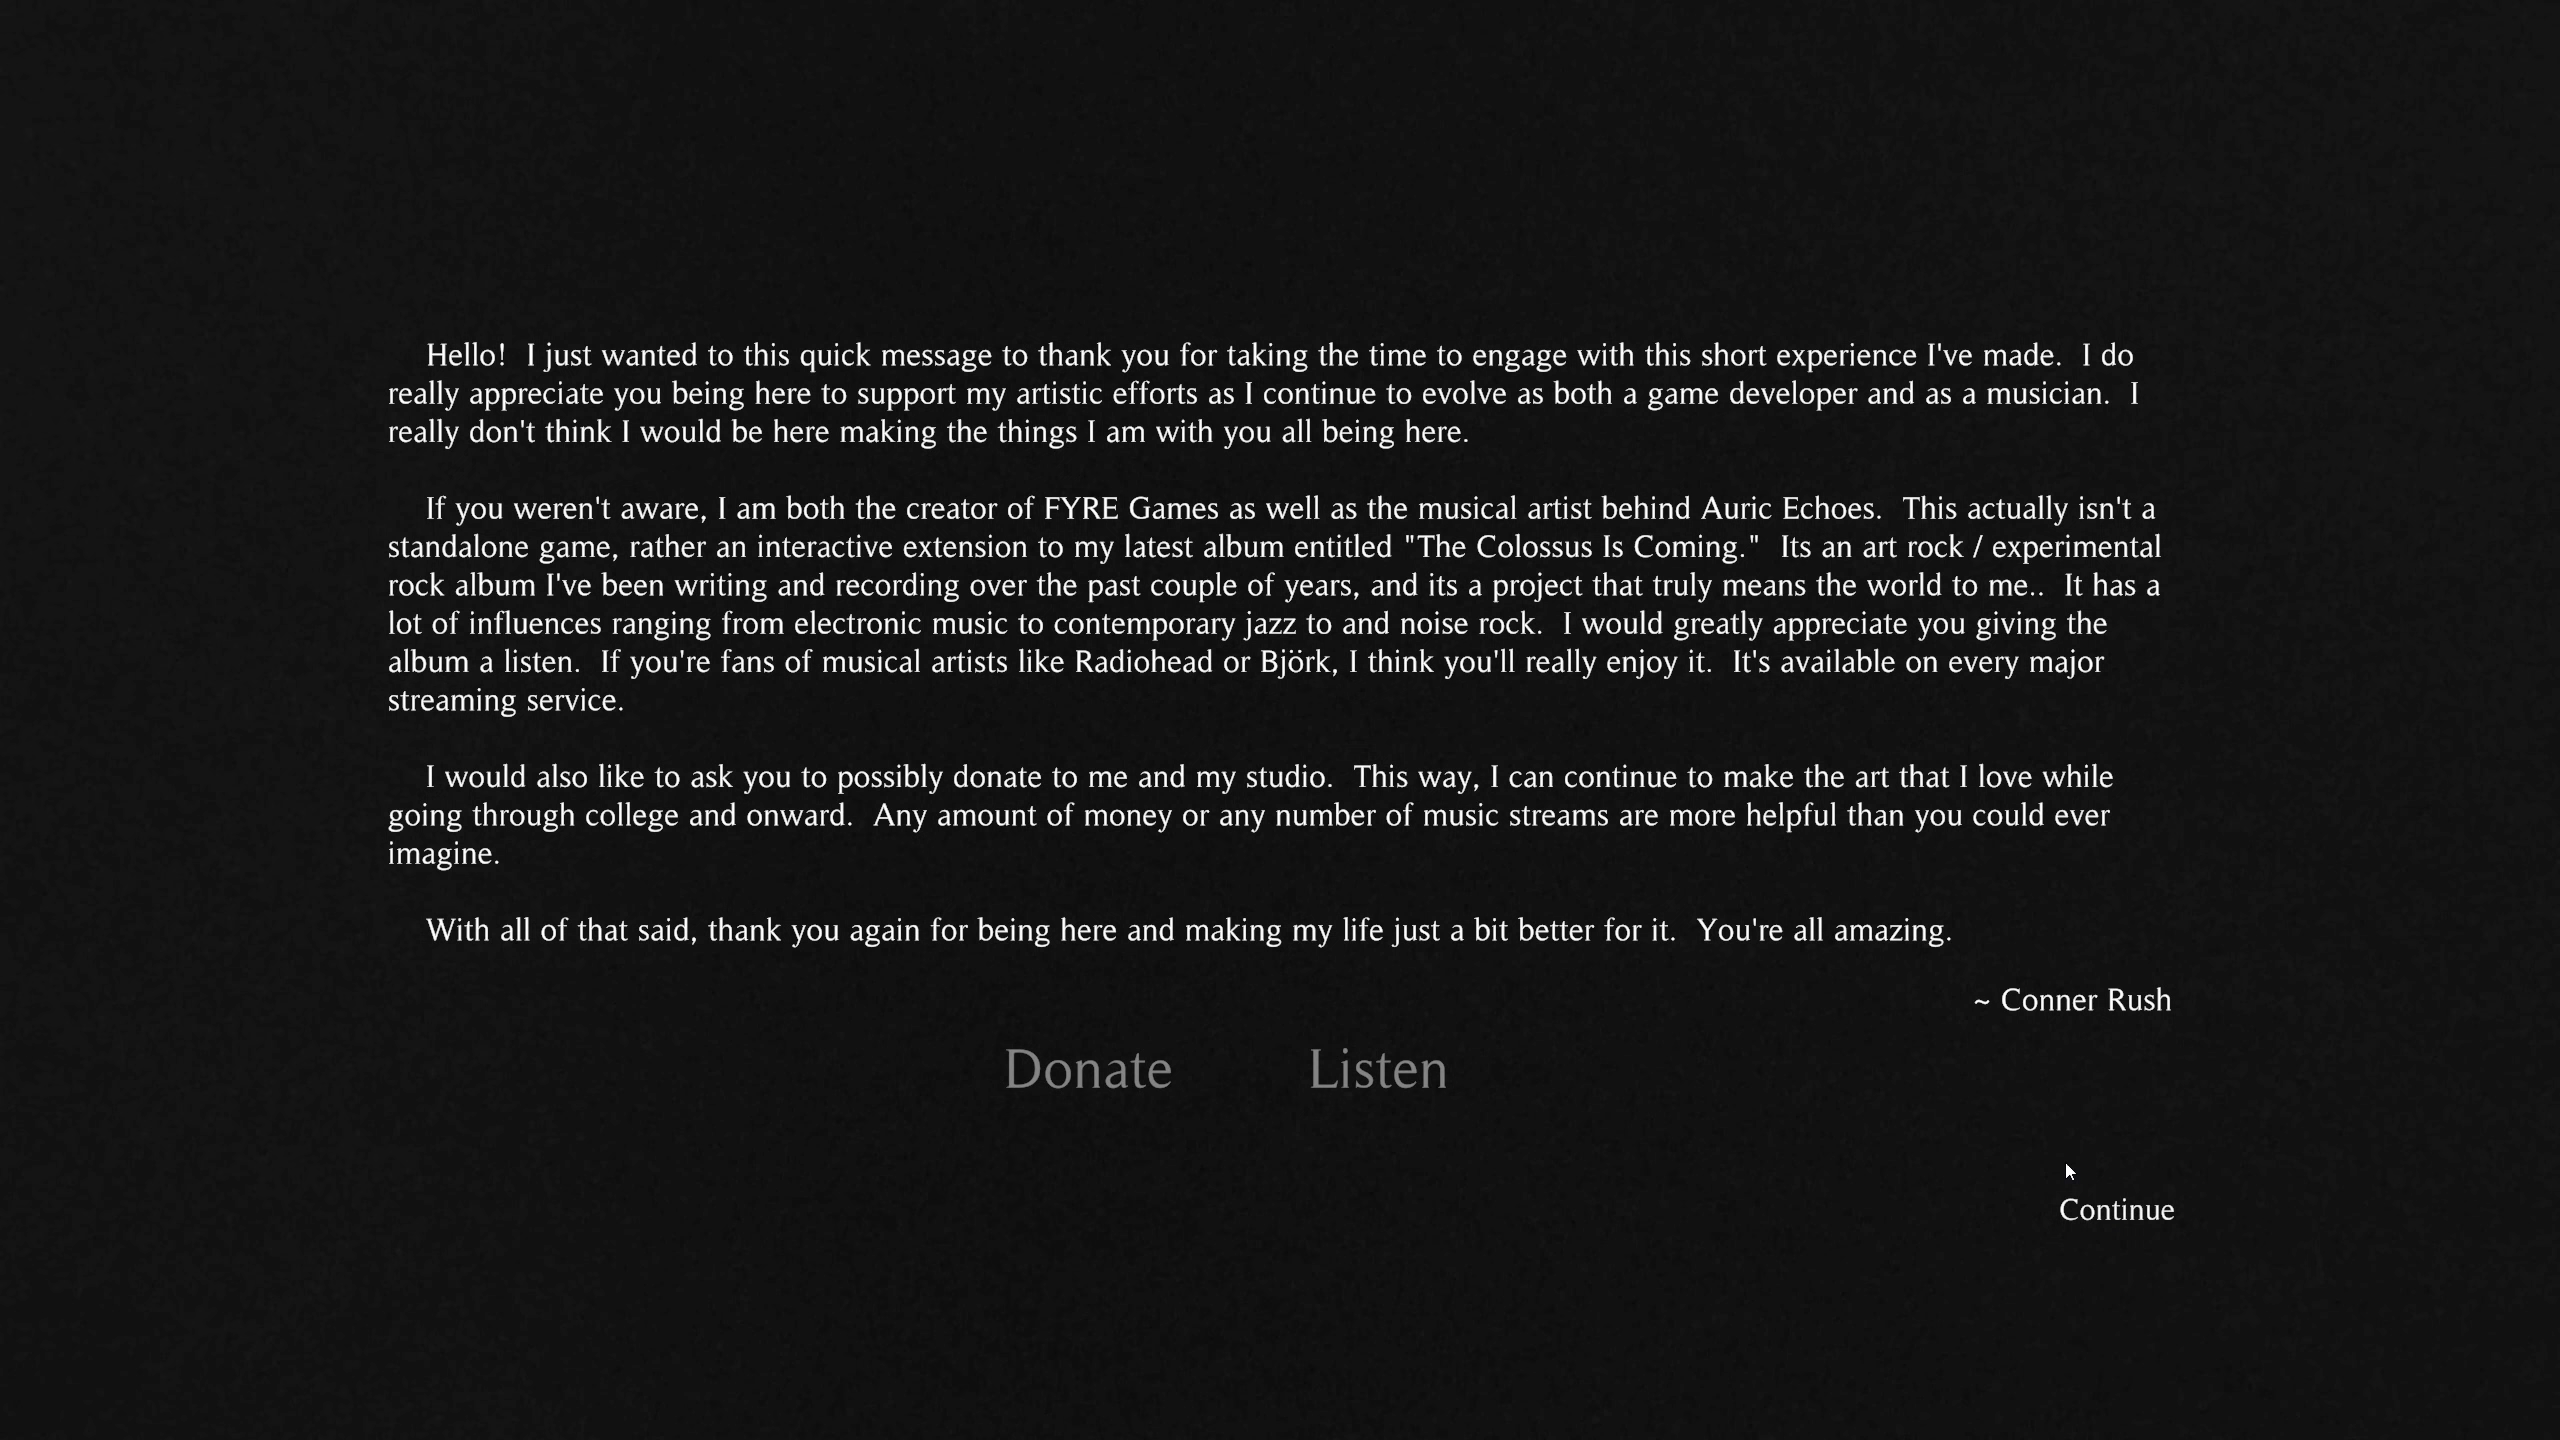 Hello!  I just wanted to this quick message to thank you for taking the time to engage with this short experience I've made.  I do
really appreciate you being here to support my artistic efforts as I continue to evolve as both a game developer and as a musician.  I
really don't think I would be here making the things I am with you all being here.
If you weren't aware, I am both the creator of FYRE Games as well as the musical artist behind Auric Echoes.  This actually isn't a
standalone game, rather an interactive extension to my latest album entitled "The Colossus Is Coming."  Its an art rock / experimental
rock album I've been writing and recording over the past couple of years, and its a project that truly means the world to me..  It has a
lot of influences ranging from electronic music to contemporary jazz to and noise rock.  I would greatly appreciate you giving the
album a listen.  If you're fans of musical artists like Radiohead or Björk, I think you'll really enjoy it.  It's available on every major
streaming service.
I would also like to ask you to possibly donate to me and my studio.  This way, I can continue to make the art that I love while
going through college and onward.  Any amount of money or any number of music streams are more helpful than you could ever
imagine.
With all of that said, thank you again for being here and making my life just a bit better for it.  You're all amazing.
~ Conner Rush
Donate Listen
Continue